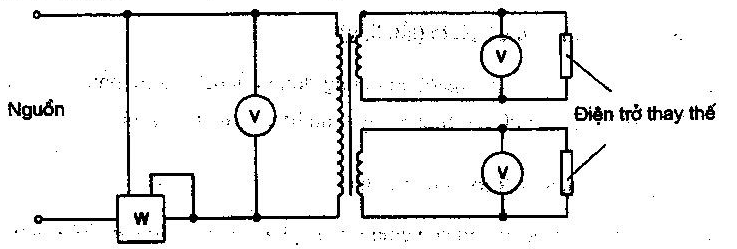 V
V
Nguồn
Điện trở thay thế
V
W